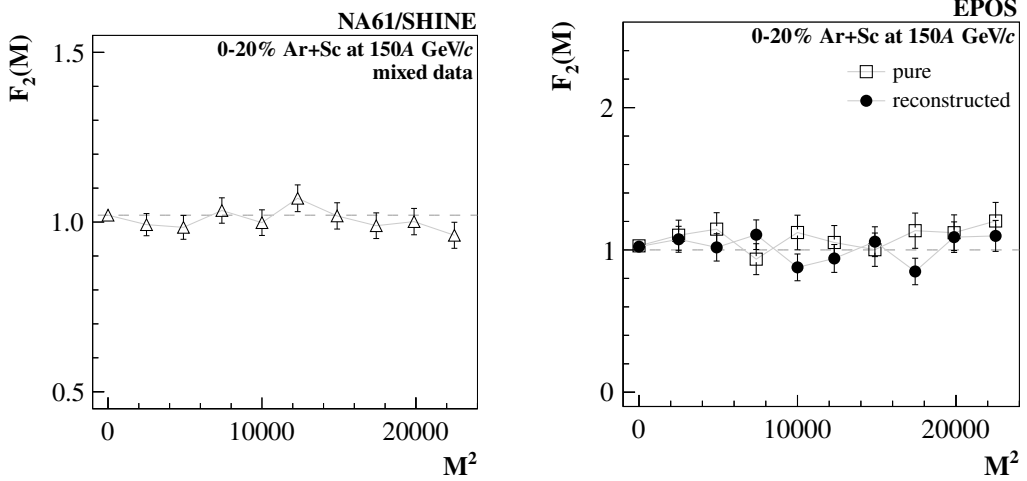 NA61/SHINE
0-20% Ar+Sc at 150A GeV/c
mixed data
F₂(M)
1.5
1.0
0.5
0
10000
20000
M²
EPOS
0-20% Ar+Sc at 150A GeV/c
pure
reconstructed
F₂(M)
2
1
0
0
10000
20000
M²